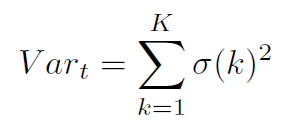 $Var_t = \sum_{k=1}^{K} \sigma(k)^2$